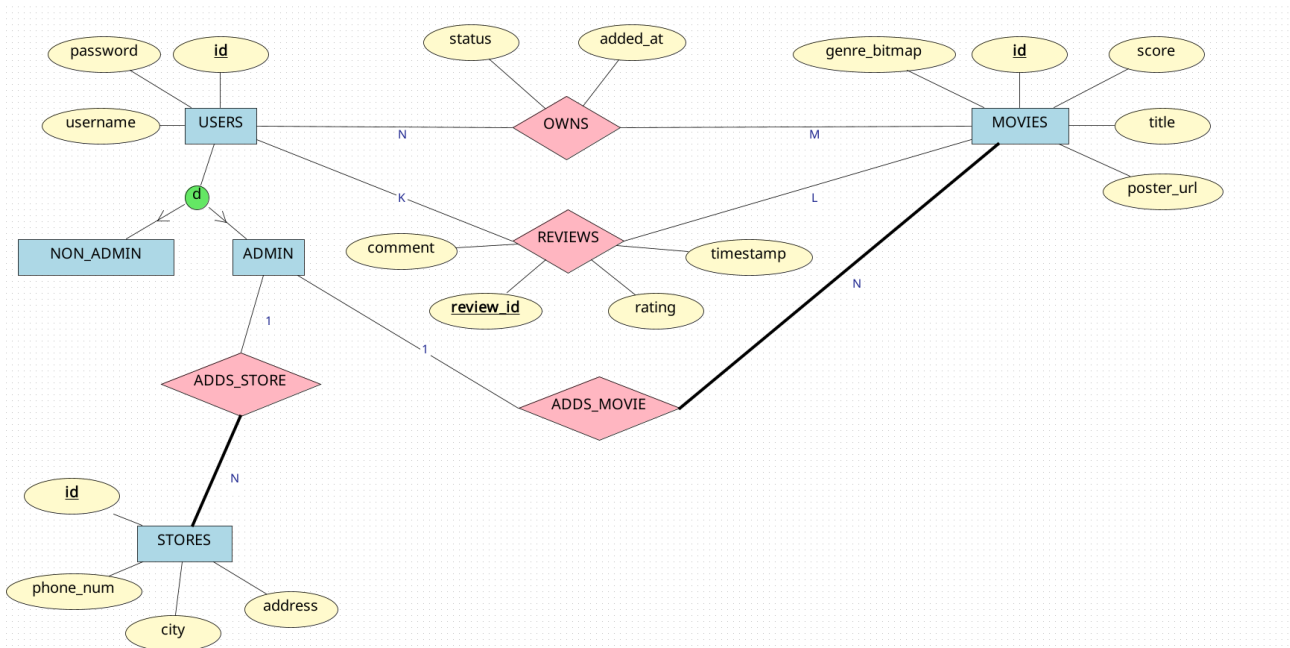 password
id
status
added_at
genre_bitmap
id
score
username
USERS
OWNS
MOVIES
title
N
M
d
K
L
poster_url
NON_ADMIN
ADMIN
comment
REVIEWS
timestamp
review_id
rating
N
1
1
ADDS_STORE
ADDS_MOVIE
N
id
STORES
phone_num
city
address